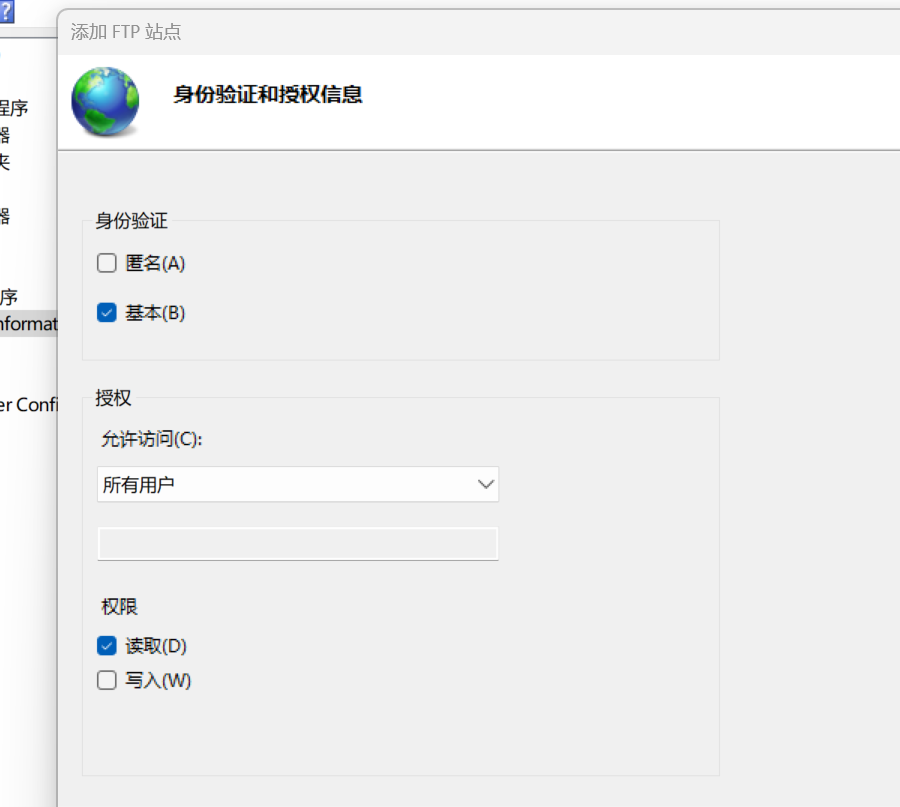 添加 FTP 站点
身份验证和授权信息
程序
器
夹
器
序
nformat
er Confi
身份验证
匿名(A)
基本(B)
授权
允许访问(C):
所有用户
权限
读取(D)
写入(W)